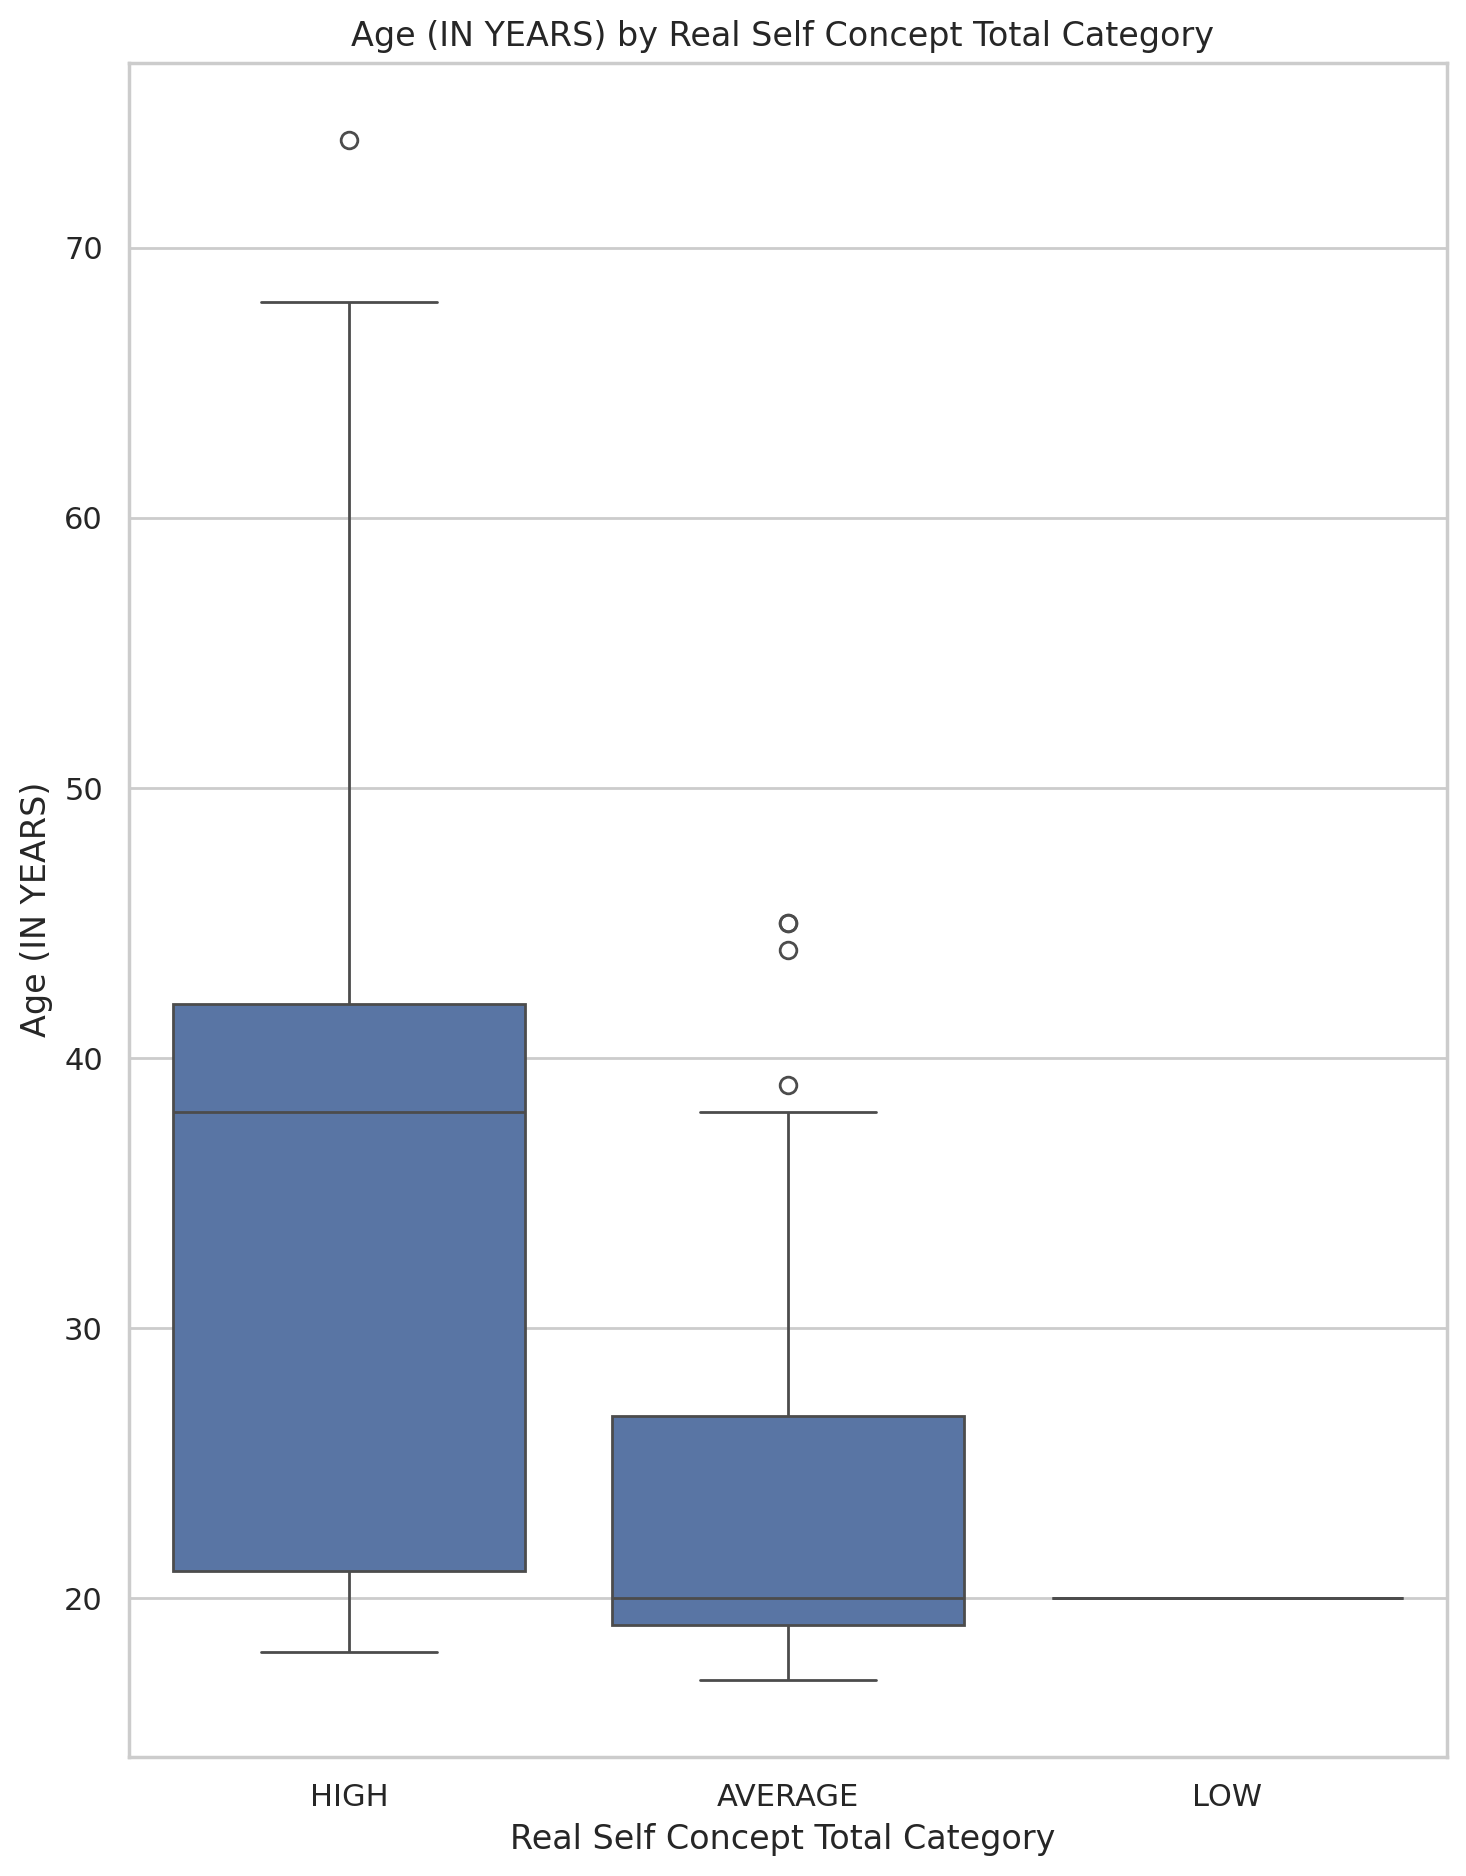 Age (IN YEARS) by Real Self Concept Total Category
Age (IN YEARS)
70
60
50
40
30
20
HIGH
AVERAGE
LOW
Real Self Concept Total Category